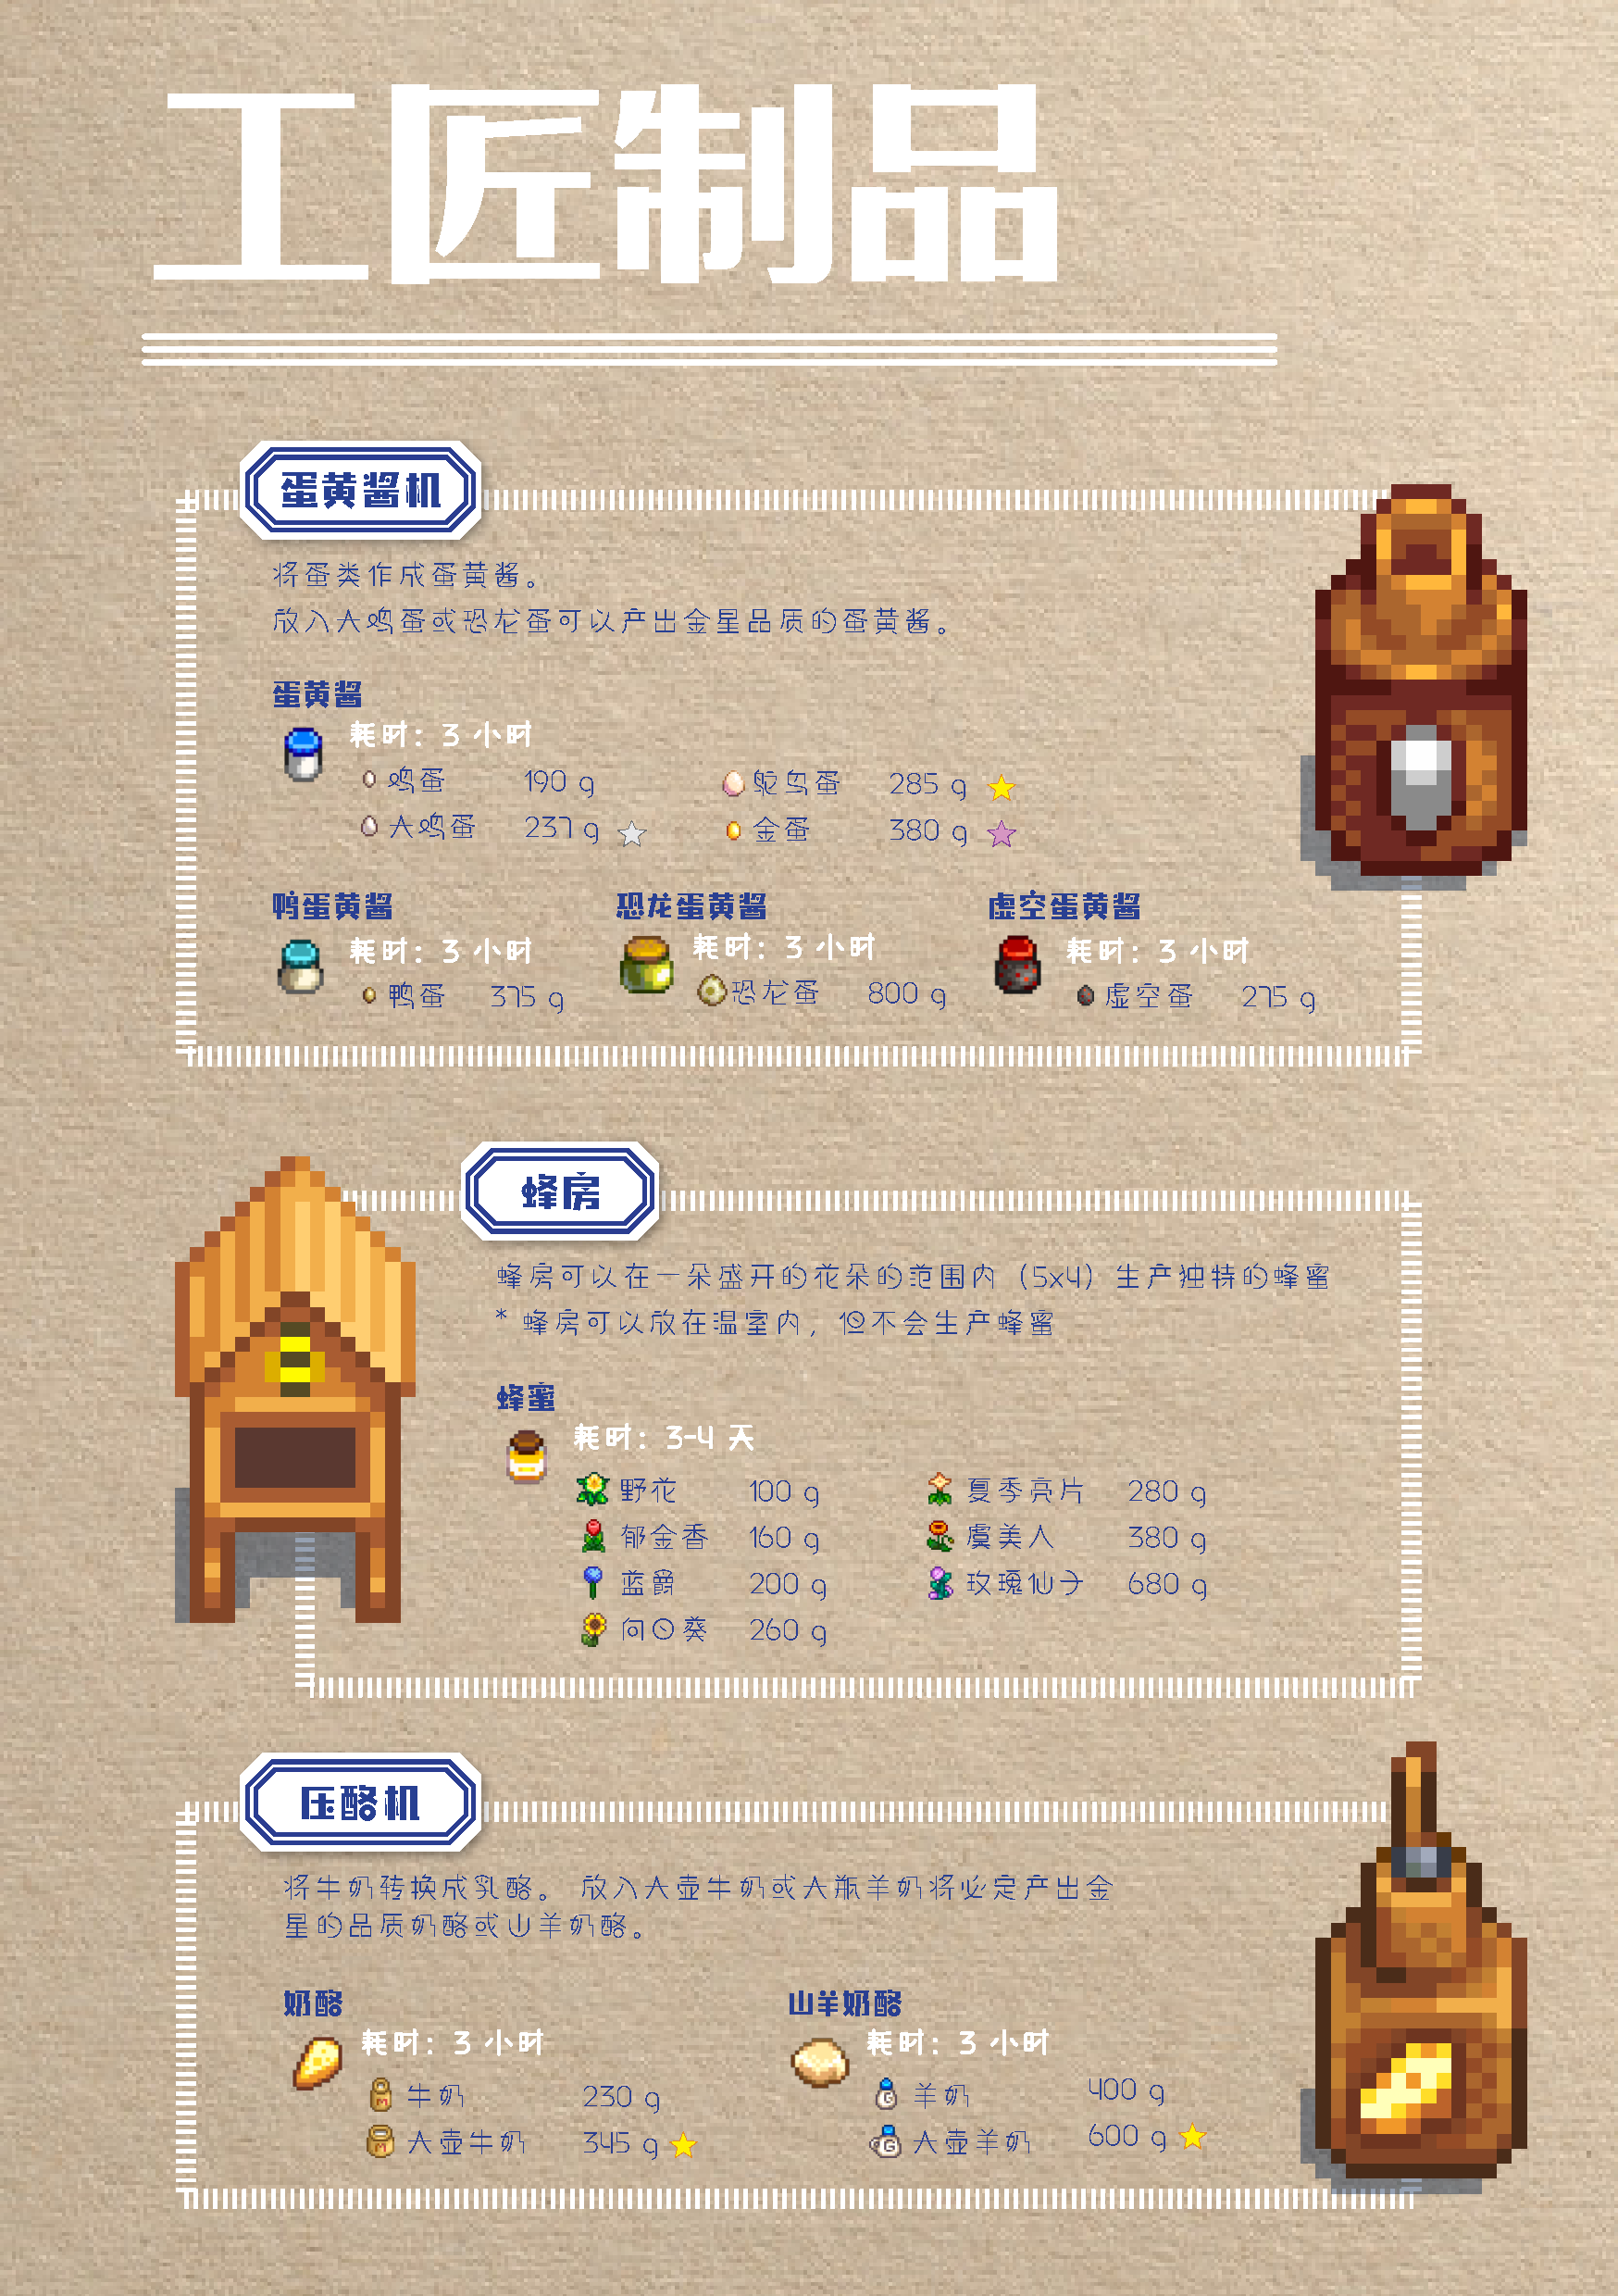 工匠制品
蛋黄酱机
将蛋类作成蛋黄酱。
放入大鸡蛋或恐龙蛋可以产出金星品质的蛋黄酱。
蛋黄酱
耗时：3 小时
鸡蛋 190 g 鸵鸟蛋 285 g
大鸡蛋 237 g 金蛋 380 g
鸭蛋黄酱 恐龙蛋黄酱 虚空蛋黄酱
耗时：3 小时 耗时：3 小时 耗时：3 小时
鸭蛋 375 g 恐龙蛋 800 g 虚空蛋 275 g
蜂房
蜂房可以在一朵盛开的花朵的范围内（5x4）生产独特的蜂蜜
* 蜂房可以放在温室内，但不会生产蜂蜜
蜂蜜
耗时：3-4 天
野花 100 g 夏季亮片 280 g
郁金香 160 g 虞美人 380 g
蓝爵 200 g 玫瑰仙子 680 g
向日葵 260 g
压酪机
将牛奶转换成乳酪。 放入大壶牛奶或大瓶羊奶将必定产出金
星的品质奶酪或山羊奶酪。
奶酪 山羊奶酪
耗时：3 小时 耗时：3 小时
牛奶 230 g 羊奶 400 g
大壶牛奶 345 g 大壶羊奶 600 g